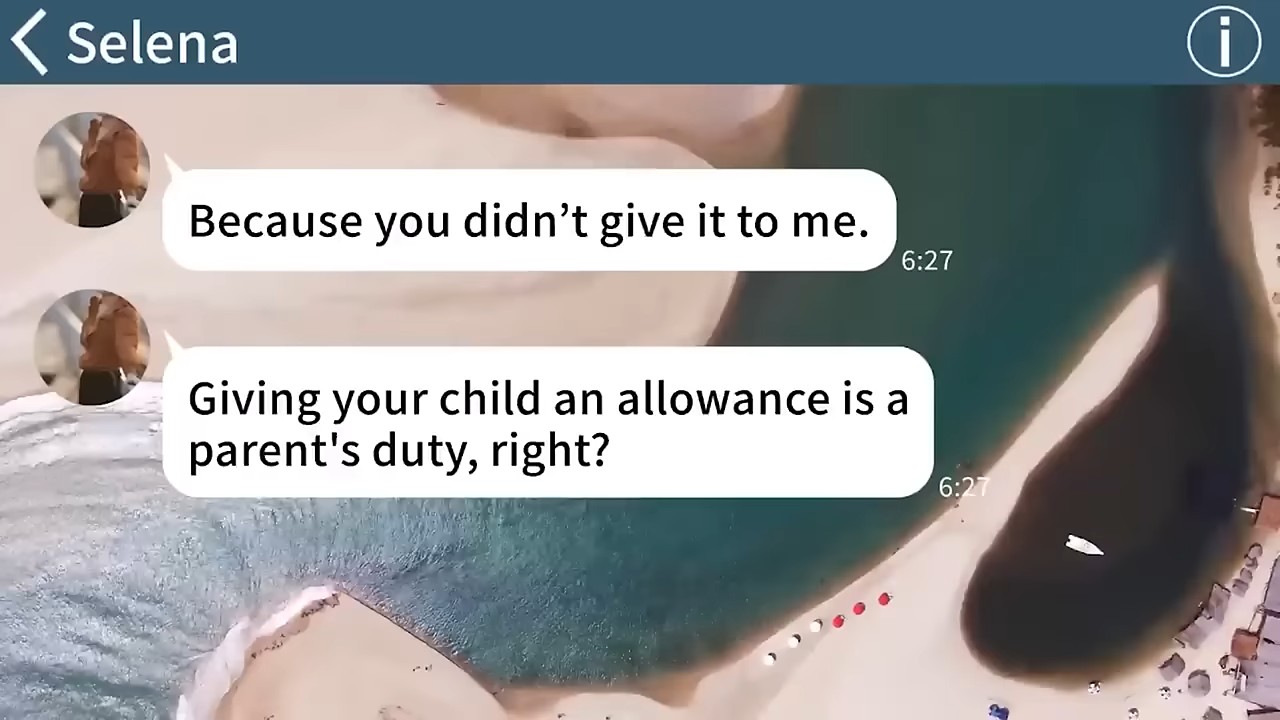 Selena
Because you didn’t give it to me.
6:27
Giving your child an allowance is a
parent's duty, right?
6:27